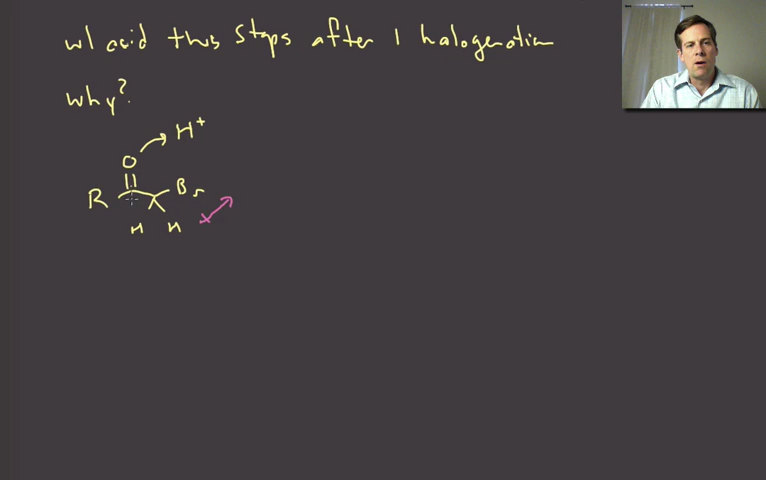 w/ acid this stops after 1 halogenation
why?
H+
O
R Br
H H